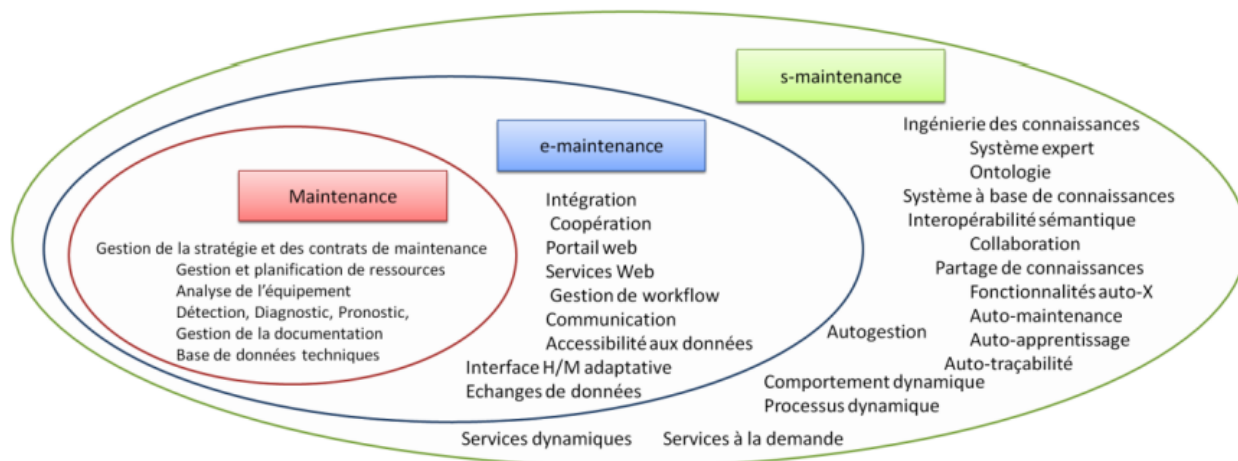 s-maintenance
e-maintenance
Maintenance
Gestion de la stratégie et des contrats de maintenance
Gestion et planification de ressources
Analyse de l'équipement
Détection, Diagnostic, Pronostic,
Gestion de la documentation
Base de données techniques
Intégration
Coopération
Portail web
Services Web
Gestion de workflow
Communication
Accessibilité aux données
Interface H/M adaptative
Echanges de données
Ingénierie des connaissances
Système expert
Ontologie
Système à base de connaissances
Interopérabilité sémantique
Collaboration
Partage de connaissances
Fonctionnalités auto-X
Auto-maintenance
Autogestion
Auto-apprentissage
Auto-traçabilité
Comportement dynamique
Processus dynamique
Services dynamiques
Services à la demande